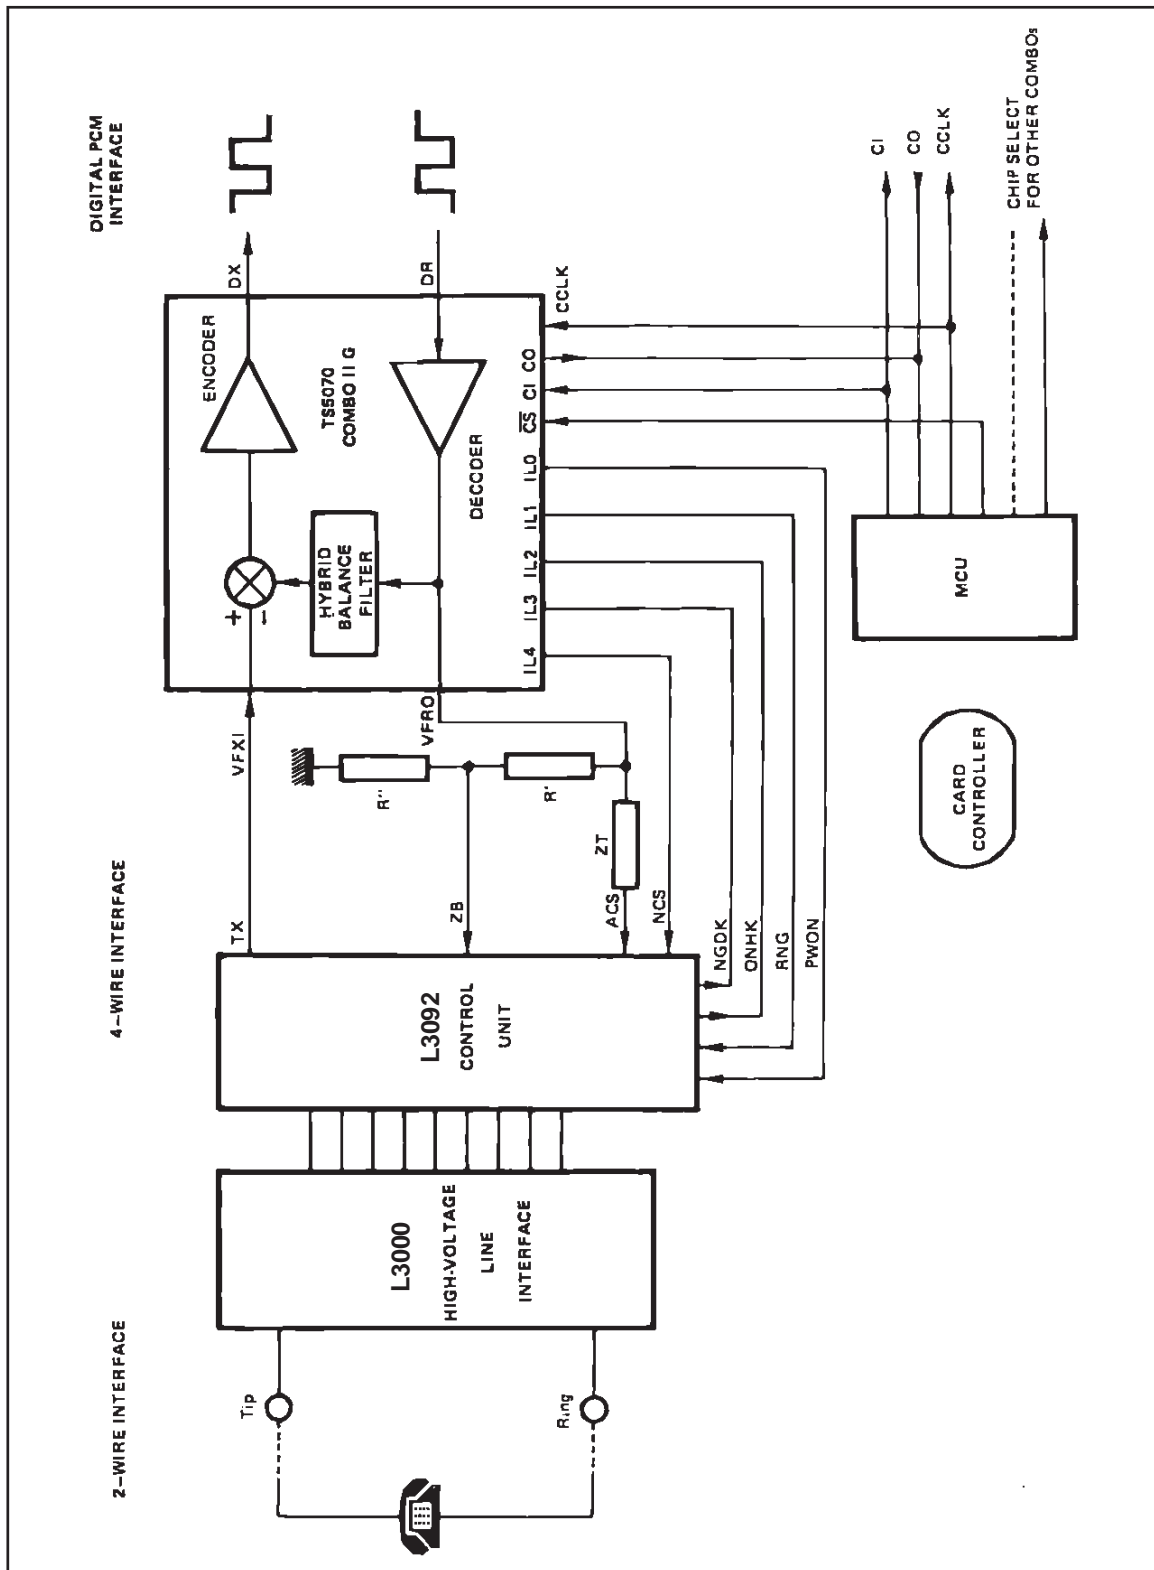 2–WIRE INTERFACE
4–WIRE INTERFACE
DIGITAL PCM
INTERFACE
Tip
Ring
L3000
HIGH-VOLTAGE
LINE
INTERFACE
L3092
CONTROL
UNIT
TX
VFXI
ZB
ACS
NCS
NGDK
ONHK
RNG
PWON
R''
R'
ZT
VFRO
+
–
HYBRID
BALANCE
FILTER
ENCODER
TS5070
COMBO II G
DECODER
DX
DR
IL4
IL3
IL2
IL1
IL0
CS
CI
CO
CCLK
CARD
CONTROLLER
MCU
CI
CO
CCLK
CHIP SELECT
FOR OTHER COMBOs